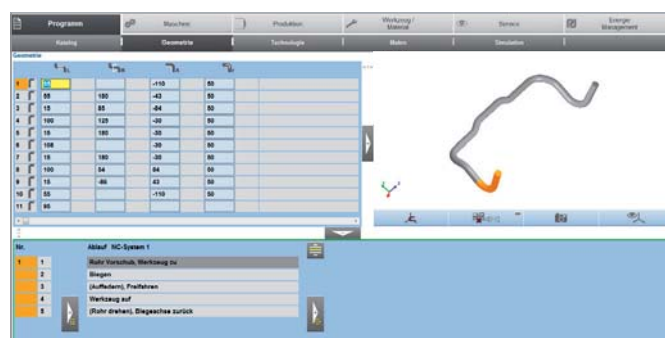 Programm Maschine Produktion Werkzeug / Material Service Energie Management
Katalog Geometrie Technologie Makro Simulation
Geometrie
1 -110 50
2 55 180 -43 50
3 15 85 -84 50
4 100 125 -30 50
5 15 180 -30 50
6 108 -30 50
7 15 180 -30 50
8 100 54 84 50
9 15 -86 43 50
10 55 -110 50
11 95
Nr. Ablauf NC-System 1
1 1 Rohr Vorschub, Werkzeug zu
2 Biegen
3 (Auffedern), Freifahren
4 Werkzeug auf
5 (Rohr drehen), Biegeachse zurück